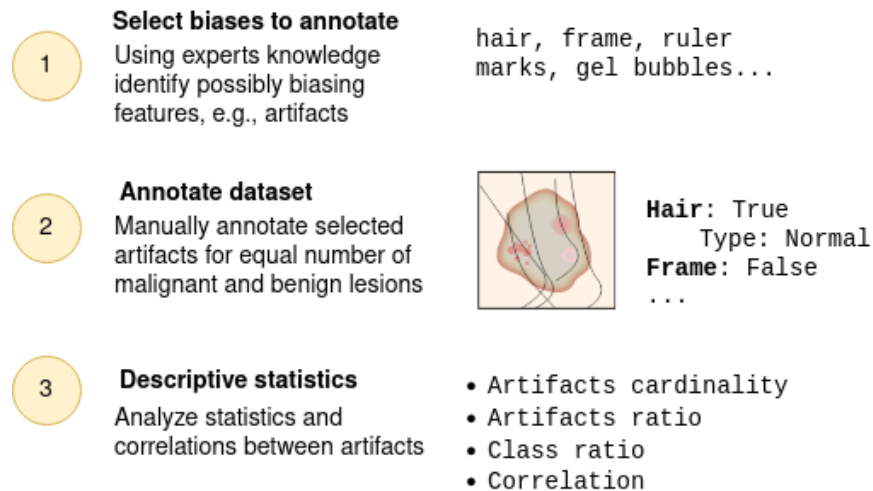 1
Select biases to annotate
Using experts knowledge
identify possibly biasing
features, e.g., artifacts
hair, frame, ruler
marks, gel bubbles...
2
Annotate dataset
Manually annotate selected
artifacts for equal number of
malignant and benign lesions
Hair: True
Type: Normal
Frame: False
...
3
Descriptive statistics
Analyze statistics and
correlations between artifacts
• Artifacts cardinality
• Artifacts ratio
• Class ratio
• Correlation